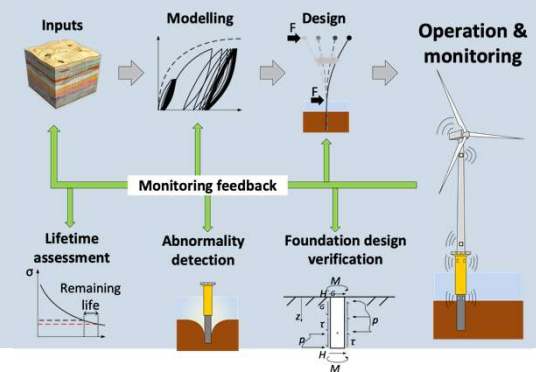 Inputs
Modelling
Design
Operation &
monitoring
F
F
Monitoring feedback
Lifetime
assessment
Abnormality
detection
Foundation design
verification
σ
Remaining
life
M
H
G
z
τ
p
p
τ
H
M